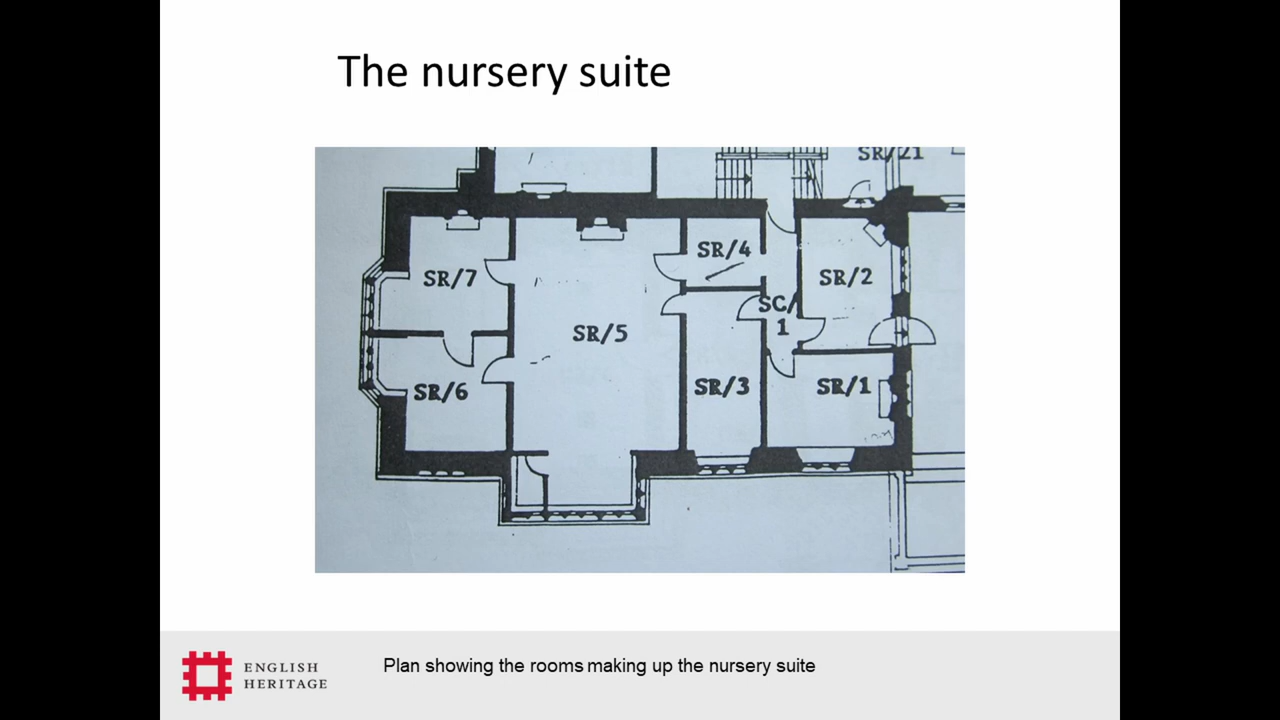 The nursery suite
SR/21
SR/4
SR/7
SR/2
SC/
1
SR/5
SR/6
SR/3
SR/1
ENGLISH
HERITAGE
Plan showing the rooms making up the nursery suite